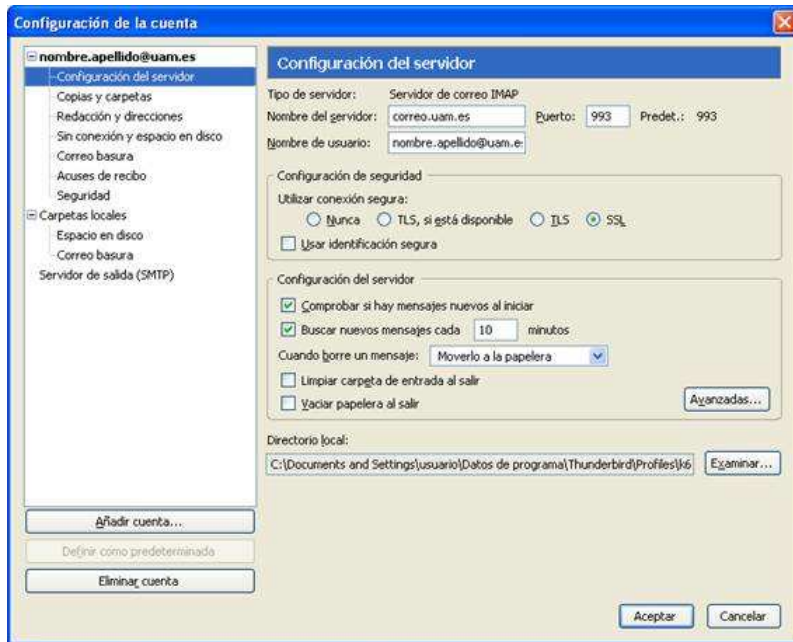 Configuración de la cuenta
nombre.apellido@uam.es
Configuración del servidor
Copias y carpetas
Redacción y direcciones
Sin conexión y espacio en disco
Correo basura
Acuses de recibo
Seguridad
Carpetas locales
Espacio en disco
Correo basura
Servidor de salida (SMTP)
Añadir cuenta...
Definir como predeterminada
Eliminar cuenta
Configuración del servidor
Tipo de servidor: Servidor de correo IMAP
Nombre del servidor: correo.uam.es Puerto: 993 Predet.: 993
Nombre de usuario: nombre.apellido@uam.e
Configuración de seguridad
Utilizar conexión segura:
Nunca TLS, si está disponible TLS SSL
Usar identificación segura
Configuración del servidor
Comprobar si hay mensajes nuevos al iniciar
Buscar nuevos mensajes cada 10 minutos
Cuando borre un mensaje: Moverlo a la papelera
Limpiar carpeta de entrada al salir
Vaciar papelera al salir
Avanzadas...
Directorio local:
C:\Documents and Settings\usuario\Datos de programa\Thunderbird\Profiles\k6 Examinar...
Aceptar Cancelar